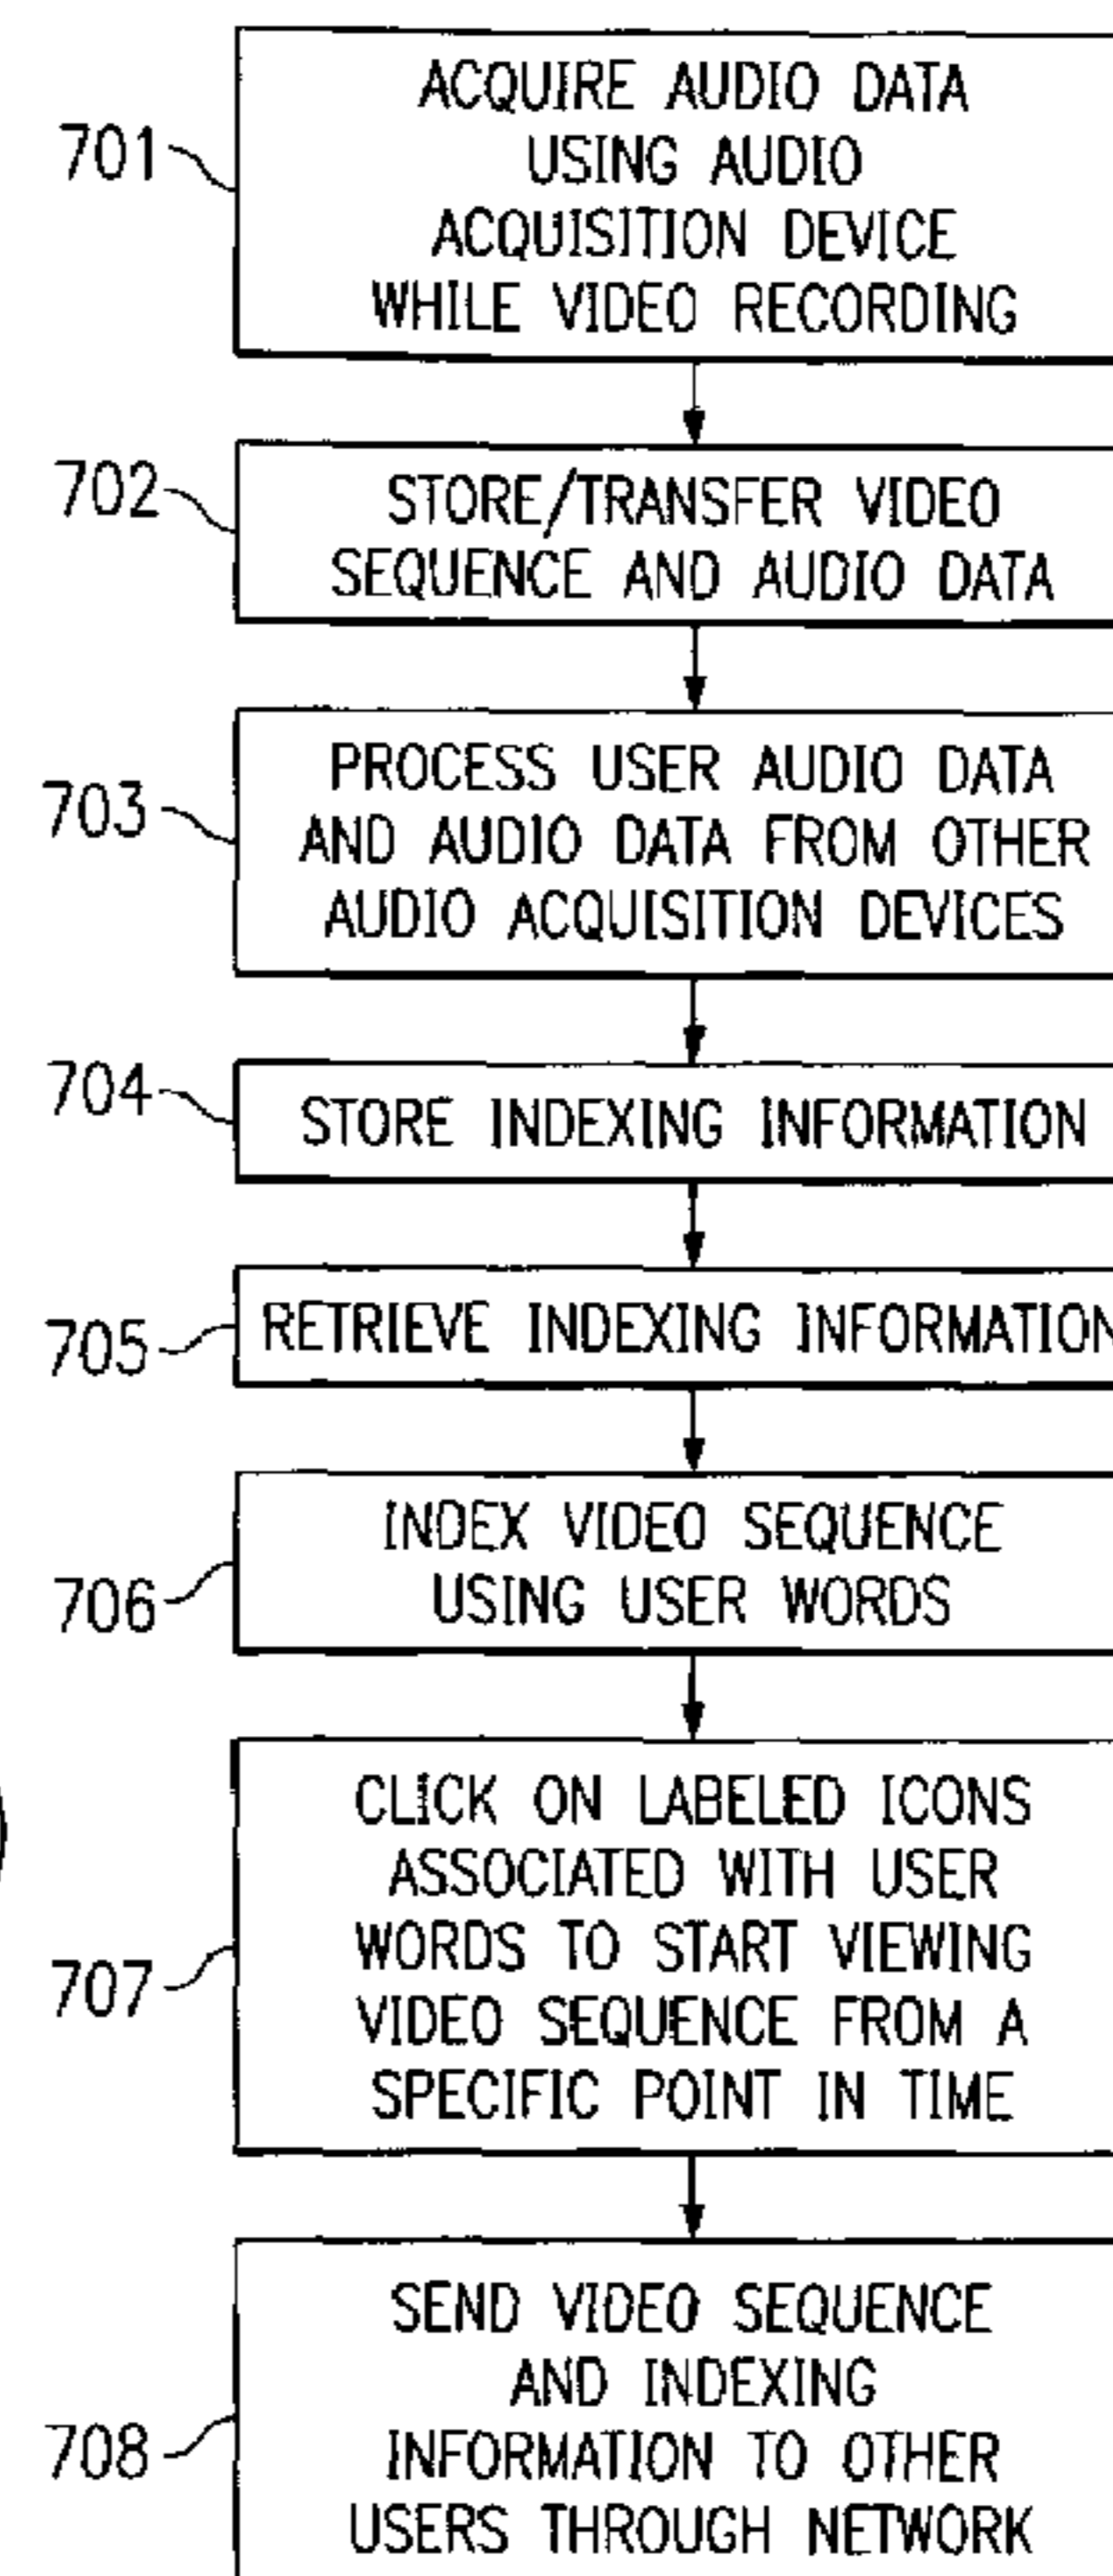 701
ACQUIRE AUDIO DATA
USING AUDIO
ACQUISITION DEVICE
WHILE VIDEO RECORDING
702
STORE/TRANSFER VIDEO
SEQUENCE AND AUDIO DATA
703
PROCESS USER AUDIO DATA
AND AUDIO DATA FROM OTHER
AUDIO ACQUISITION DEVICES
704
STORE INDEXING INFORMATION
705
RETRIEVE INDEXING INFORMATION
706
INDEX VIDEO SEQUENCE
USING USER WORDS
707
CLICK ON LABELED ICONS
ASSOCIATED WITH USER
WORDS TO START VIEWING
VIDEO SEQUENCE FROM A
SPECIFIC POINT IN TIME
708
SEND VIDEO SEQUENCE
AND INDEXING
INFORMATION TO OTHER
USERS THROUGH NETWORK